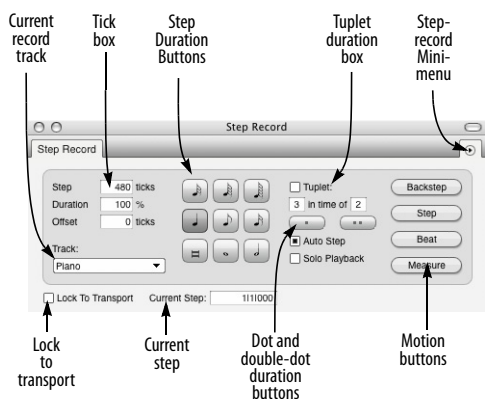 Current
record
track
Tick
box
Step
Duration
Buttons
Tuplet
duration
box
Step-
record
Mini-
menu
Step Record
Step Record
Step 480 ticks
Duration 100 %
Offset 0 ticks
Track:
Piano
Tuplet:
3 in time of 2
Auto Step
Solo Playback
Backstep
Step
Beat
Measure
Lock To Transport Current Step: 1|1|000
Lock
to
transport
Current
step
Dot and
double-dot
duration
buttons
Motion
buttons